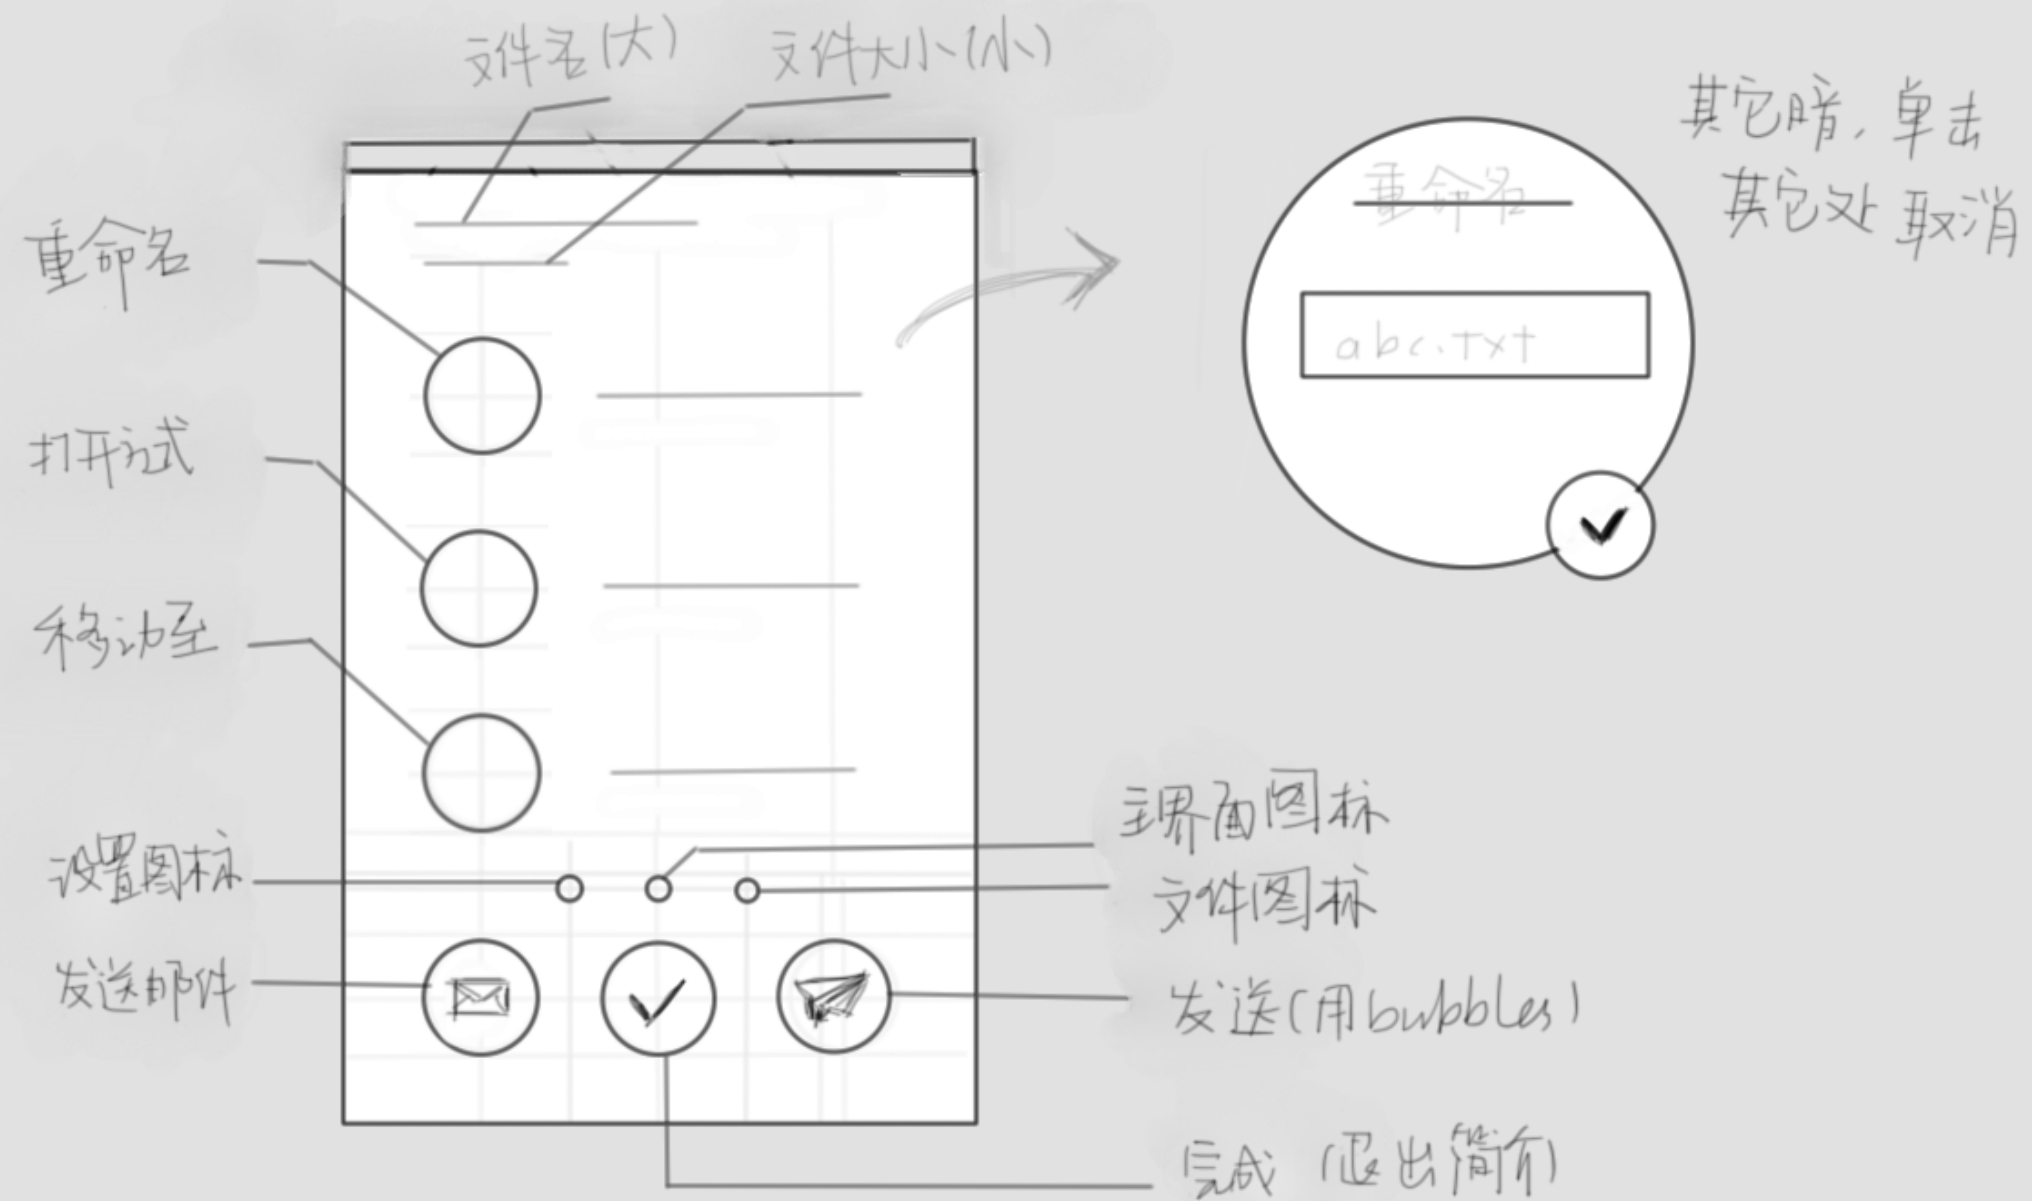 文件名(大)
文件大小(小)
其它暗,单击
其它处取消
重命名
重命名
abc.txt
打开方式
移动至
主界面图标
设置图标
文件图标
发送邮件
发送(用bubbles)
完成(退出简介)